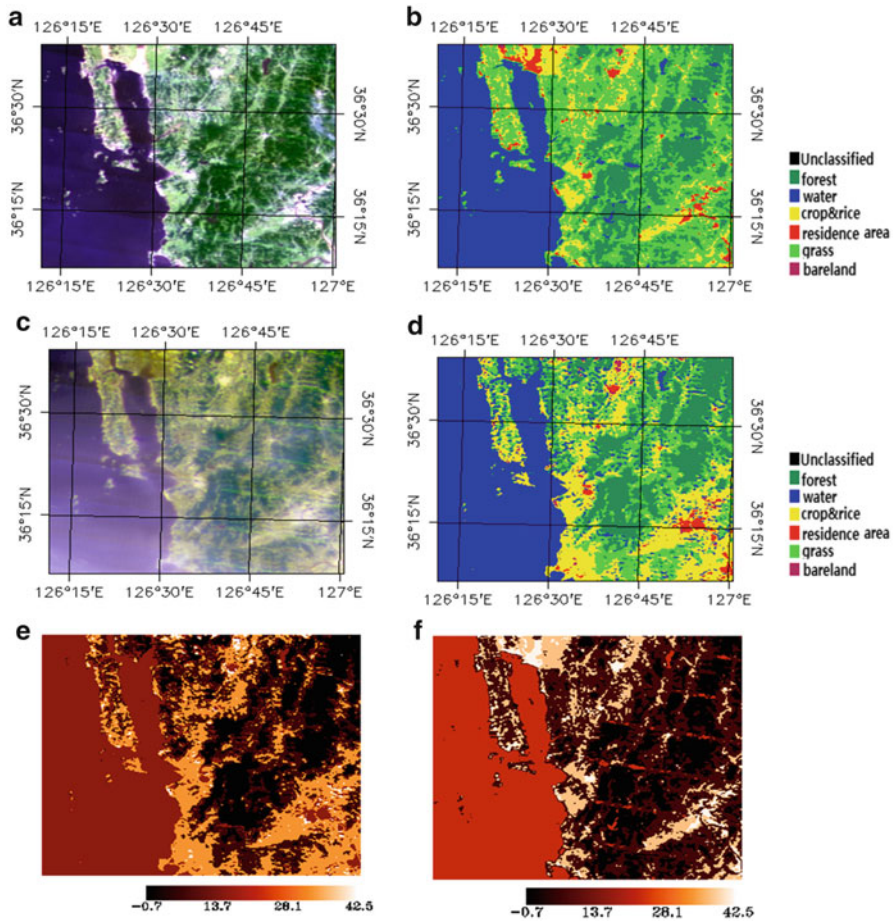 a
126°15′E 126°30′E 126°45′E
36°30′N
36°15′N
36°30′N
36°15′N
126°15′E 126°30′E 126°45′E 127°E
b
126°15′E 126°30′E 126°45′E
36°30′N
36°15′N
36°30′N
36°15′N
126°15′E 126°30′E 126°45′E 127°E
Unclassified
forest
water
crop&rice
residence area
grass
bareland
c
126°15′E 126°30′E 126°45′E
36°30′N
36°15′N
36°30′N
36°15′N
126°15′E 126°30′E 126°45′E 127°E
d
126°15′E 126°30′E 126°45′E
36°30′N
36°15′N
36°30′N
36°15′N
126°15′E 126°30′E 126°45′E 127°E
Unclassified
forest
water
crop&rice
residence area
grass
bareland
e
-0.7 13.7 28.1 42.5
f
-0.7 13.7 28.1 42.5